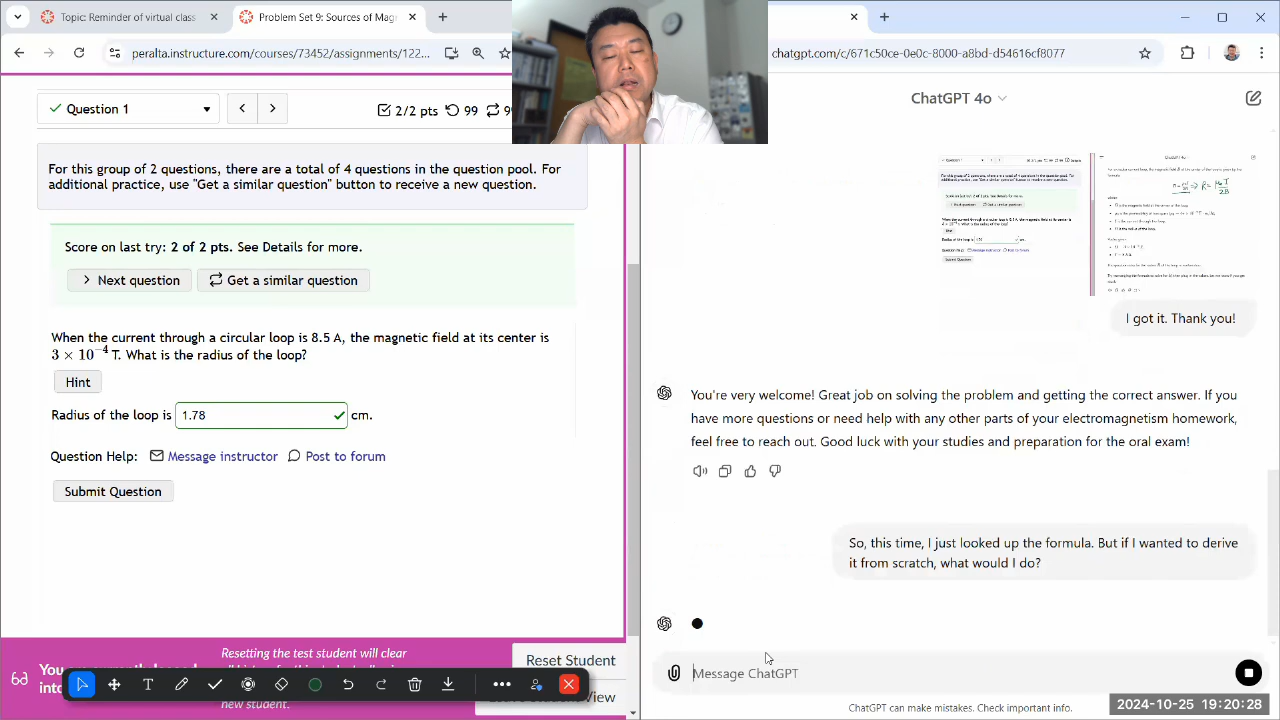 Topic Reminder of virtual class
Problem Set 9: Sources of Mag
peralta.instructure.com/courses/73452/assignments/122...
chatgpt.com/c/671c50ce-de0c-8000-a8bd-d54616cb0977
Question 1
2/2 pts
99
For this group of 2 questions, there are a total of 4 questions in the question pool. For
additional practice, use "Get a similar question" button to receive a new question.
Score on last try: 2 of 2 pts. See Details for more.
Next question
Get a similar question
When the current through a circular loop is 8.5 A, the magnetic field at its center is
3 × 10⁻⁴ T. What is the radius of the loop?
Hint
Radius of the loop is 1.78 cm.
Question Help: Message instructor Post to forum
Submit Question
Resetting the test student will clear
new student.
Reset Student
View
ChatGPT 4o
I got it. Thank you!
You're very welcome! Great job on solving the problem and getting the correct answer. If you
have more questions or need help with any other parts of your electromagnetism homework,
feel free to reach out. Good luck with your studies and preparation for the oral exam!
So, this time, I just looked up the formula. But if I wanted to derive
it from scratch, what would I do?
Message ChatGPT
ChatGPT can make mistakes. Check important info.
2024-10-25 19:20:28